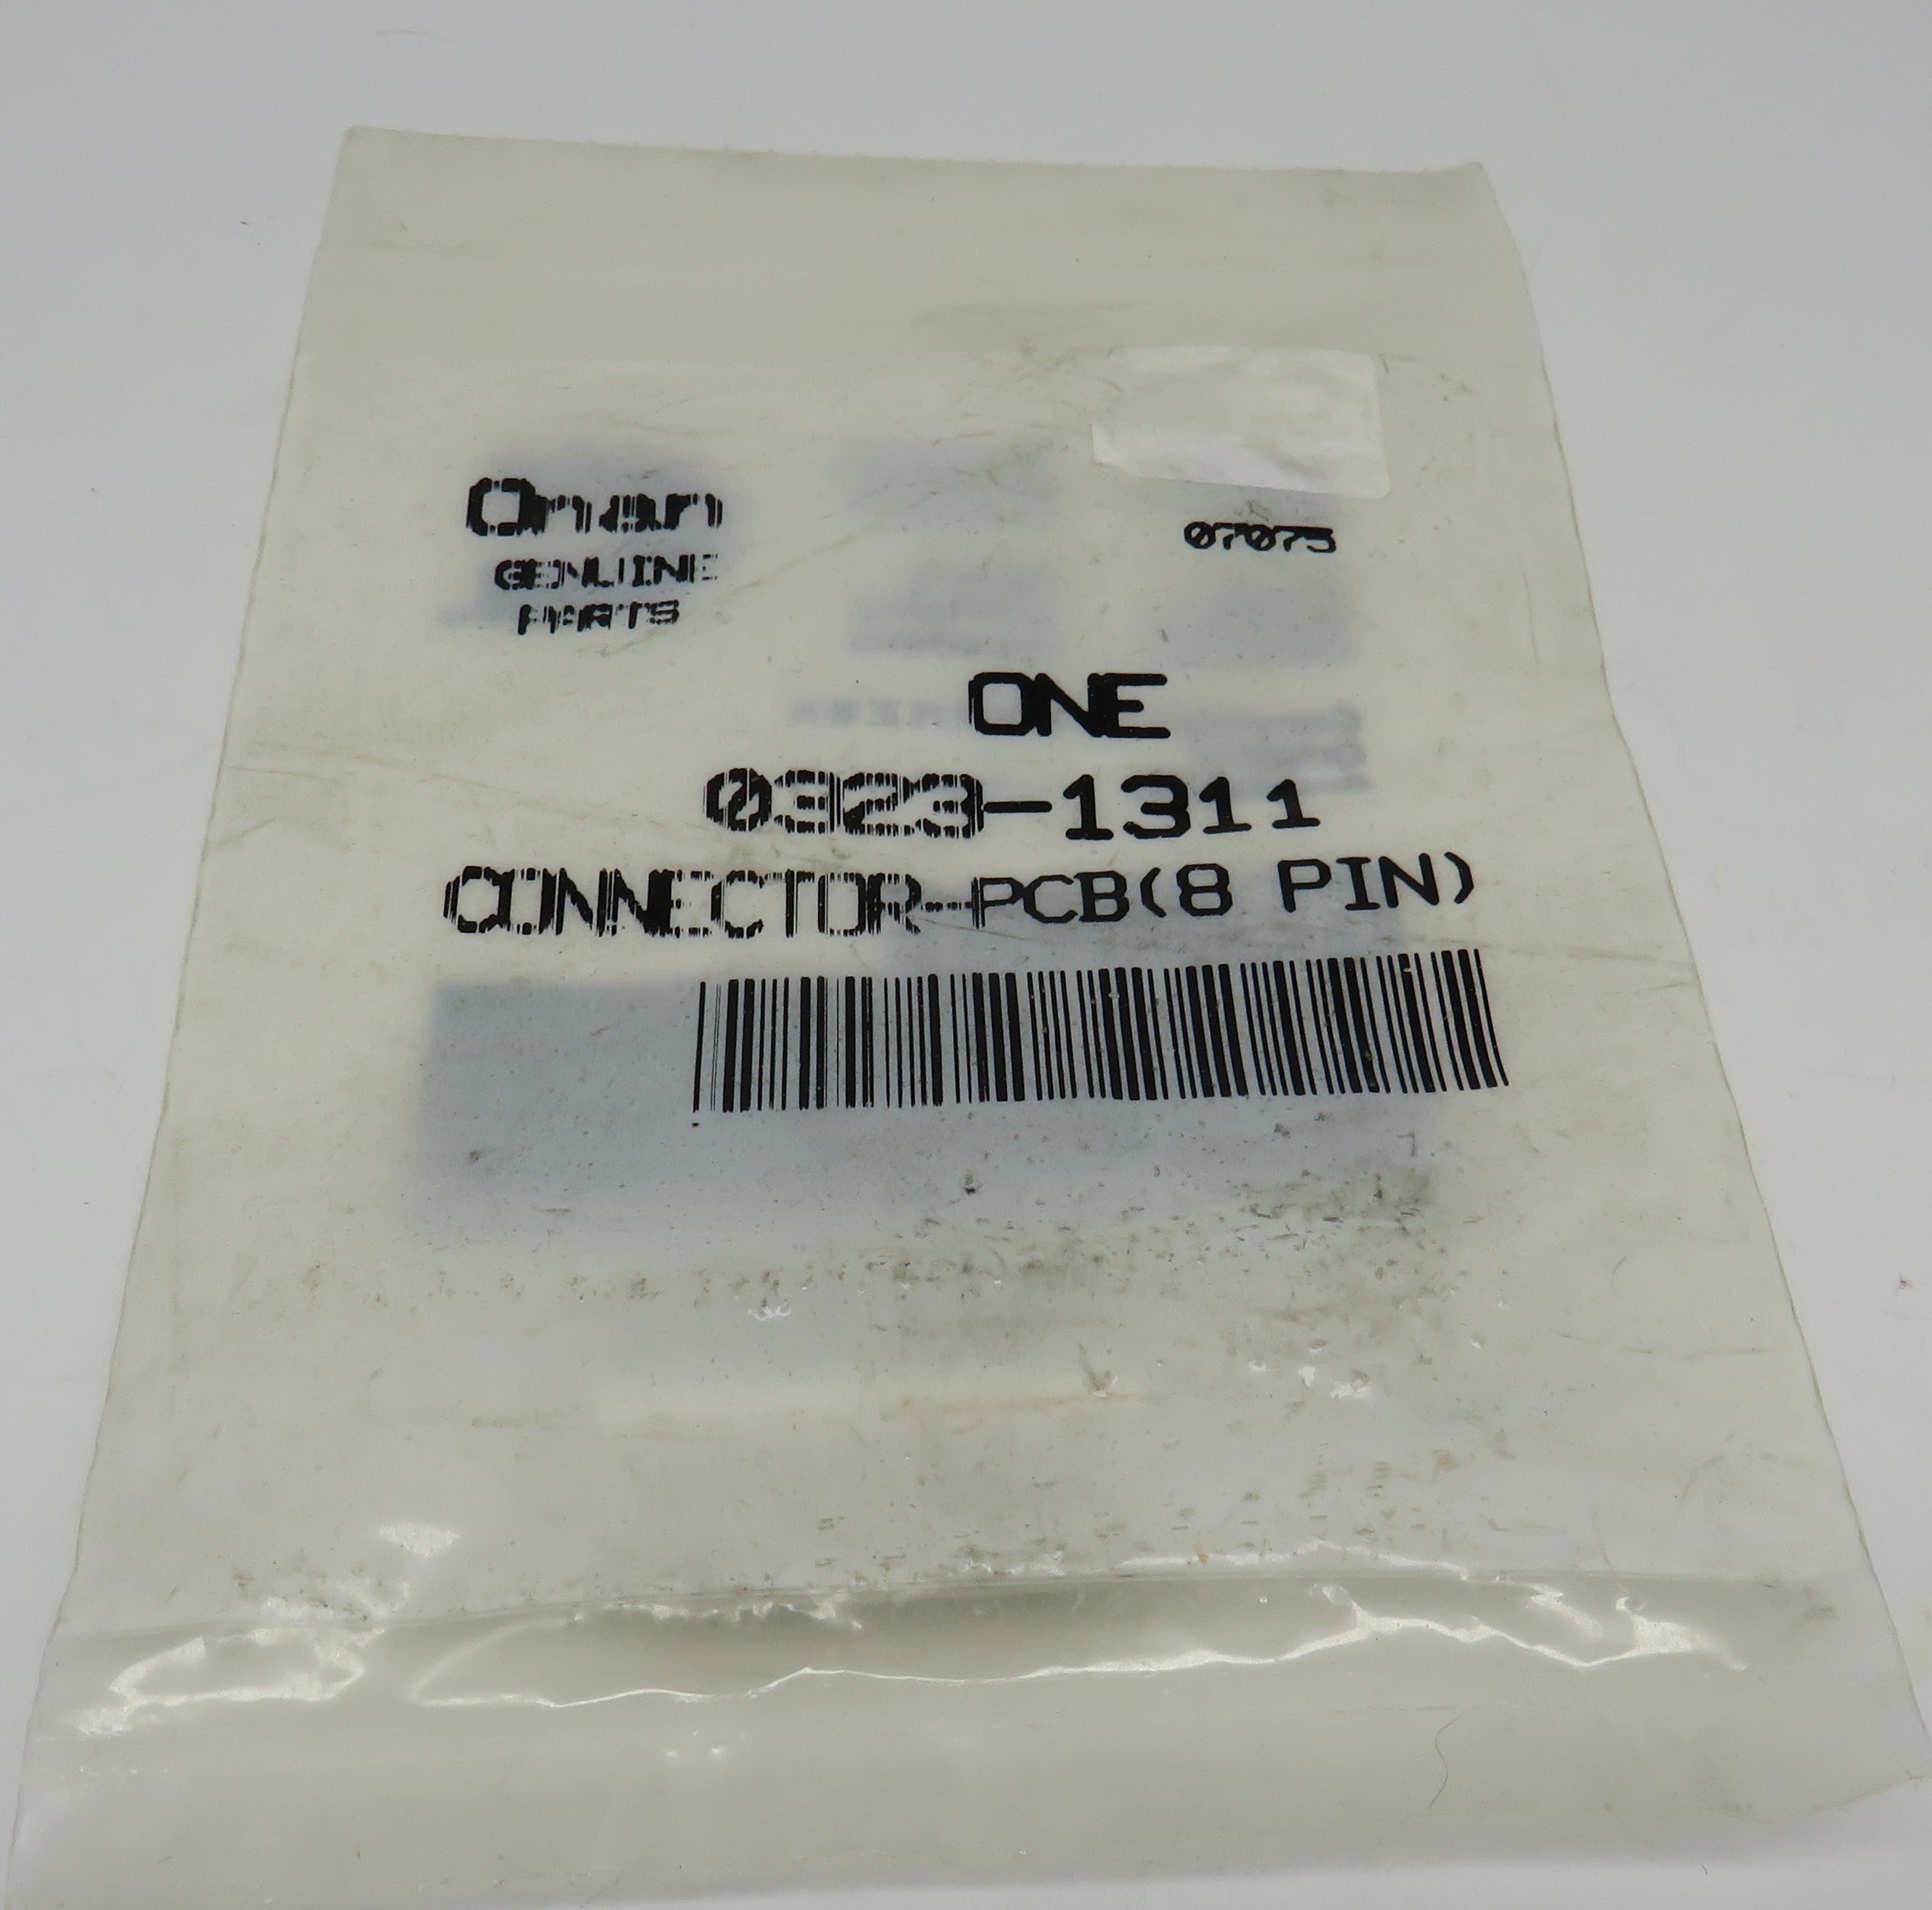 Onan
GENUINE
PARTS
07075
ONE
0323-1311
CONNECTOR-PCB(8 PIN)